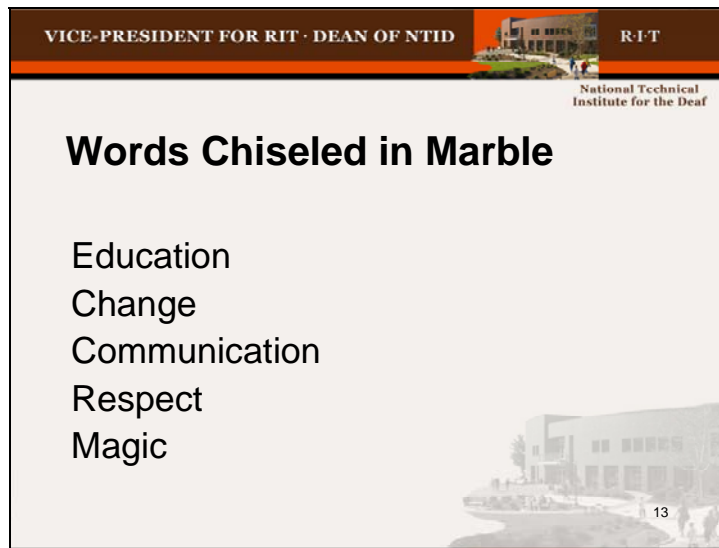 VICE-PRESIDENT FOR RIT · DEAN OF NTID
R·I·T
National Technical
Institute for the Deaf
Words Chiseled in Marble
Education
Change
Communication
Respect
Magic
13